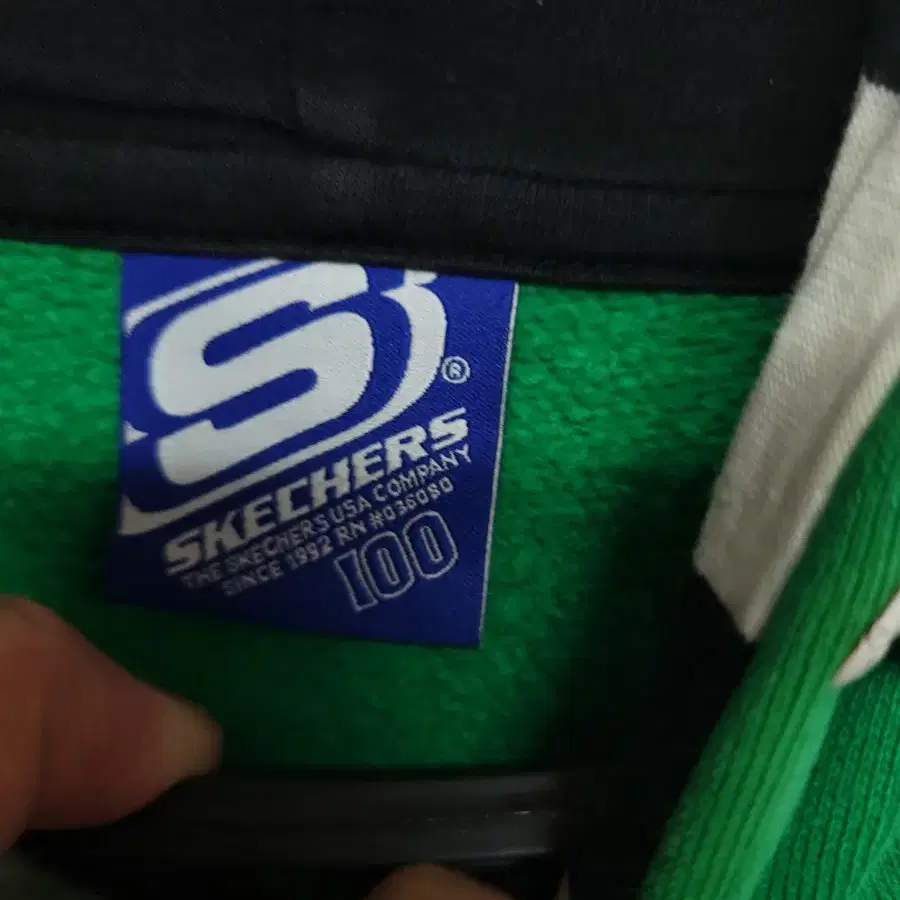 S
®
SKECHERS
THE SKECHERS USA COMPANY
SINCE 1992 RN #036090
100